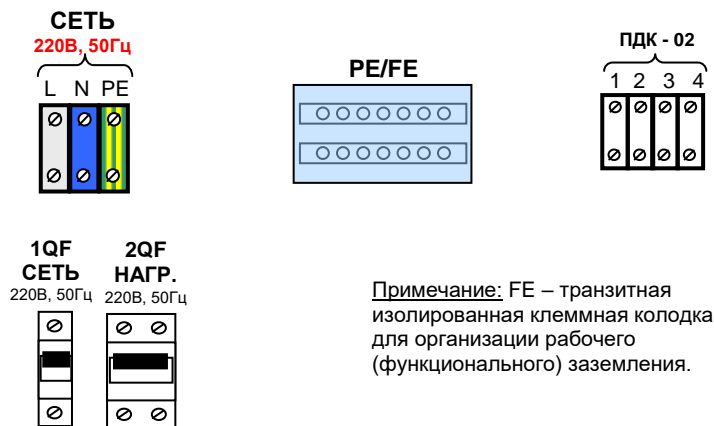 СЕТЬ
220В, 50Гц
L N PE
PE/FE
ПДК - 02
1 2 3 4
1QF
СЕТЬ
220В, 50Гц
2QF
НАГР.
220В, 50Гц
Примечание: FE – транзитная
изолированная клеммная колодка
для организации рабочего
(функционального) заземления.